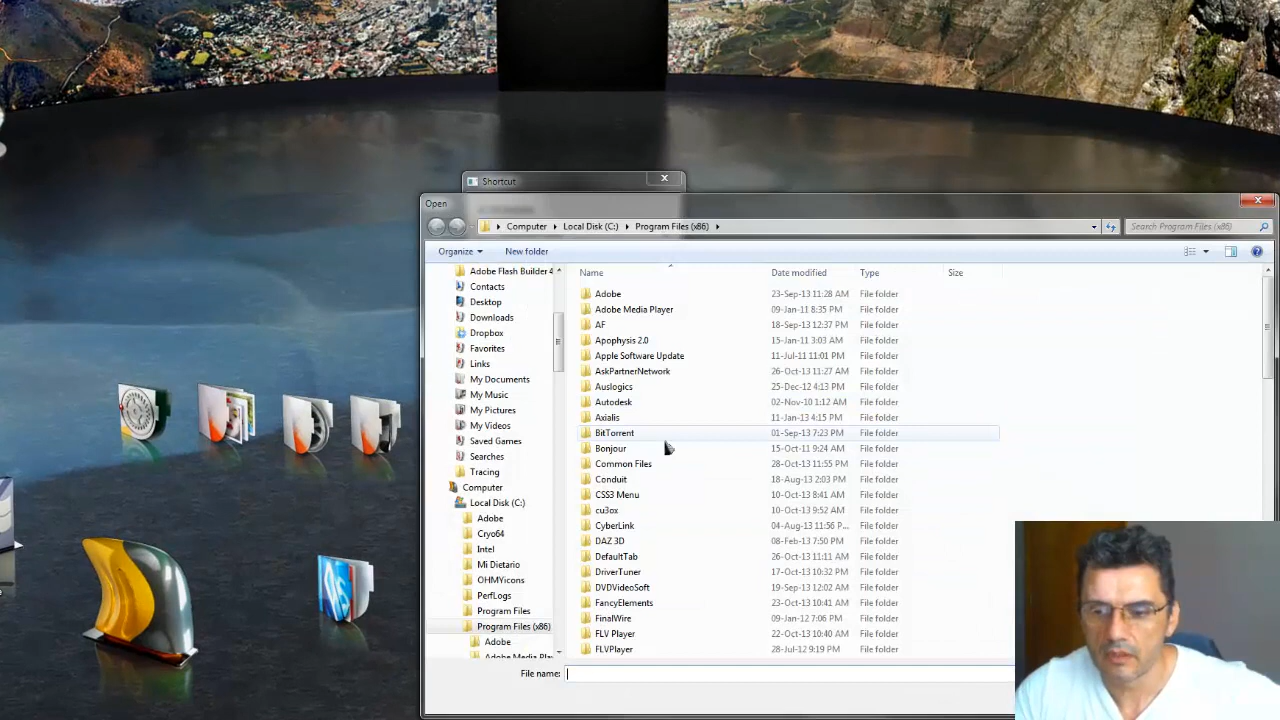 Shortcut
Open
Computer Local Disk (C:) Program Files (x86)
Search Program Files (x86)
Organize New folder
Name Date modified Type Size
Adobe Flash Builder 4
Contacts
Desktop
Downloads
Dropbox
Favorites
Links
My Documents
My Music
My Pictures
My Videos
Saved Games
Searches
Tracing
Computer
Local Disk (C:)
Adobe
Cryo64
Intel
Mi Dietario
OHMYicons
PerfLogs
Program Files
Program Files (x86)
Adobe
Adobe Media Pla
Adobe 23-Sep-13 11:28 AM File folder
Adobe Media Player 09-Jan-11 8:35 PM File folder
AF 18-Sep-13 12:37 PM File folder
Apophysis 2.0 15-Jan-11 3:03 AM File folder
Apple Software Update 11-Jul-11 11:01 PM File folder
AskPartnerNetwork 26-Oct-13 11:27 AM File folder
Auslogics 25-Dec-12 4:13 PM File folder
Autodesk 02-Nov-10 1:12 AM File folder
Axialis 11-Jan-13 4:15 PM File folder
BitTorrent 01-Sep-13 7:23 PM File folder
Bonjour 15-Oct-11 9:24 AM File folder
Common Files 28-Oct-13 11:55 PM File folder
Conduit 18-Aug-13 2:03 PM File folder
CSS3 Menu 10-Oct-13 8:41 AM File folder
cu3ox 10-Oct-13 9:52 AM File folder
CyberLink 04-Aug-13 11:56 P... File folder
DAZ 3D 08-Feb-13 7:50 PM File folder
DefaultTab 26-Oct-13 11:11 AM File folder
DriverTuner 17-Oct-13 10:32 PM File folder
DVDVideoSoft 19-Sep-13 12:02 AM File folder
FancyElements 23-Oct-13 10:41 AM File folder
FinalWire 09-Jan-12 7:06 PM File folder
FLV Player 22-Oct-13 10:40 AM File folder
FLVPlayer 28-Jul-12 9:19 PM File folder
File name: